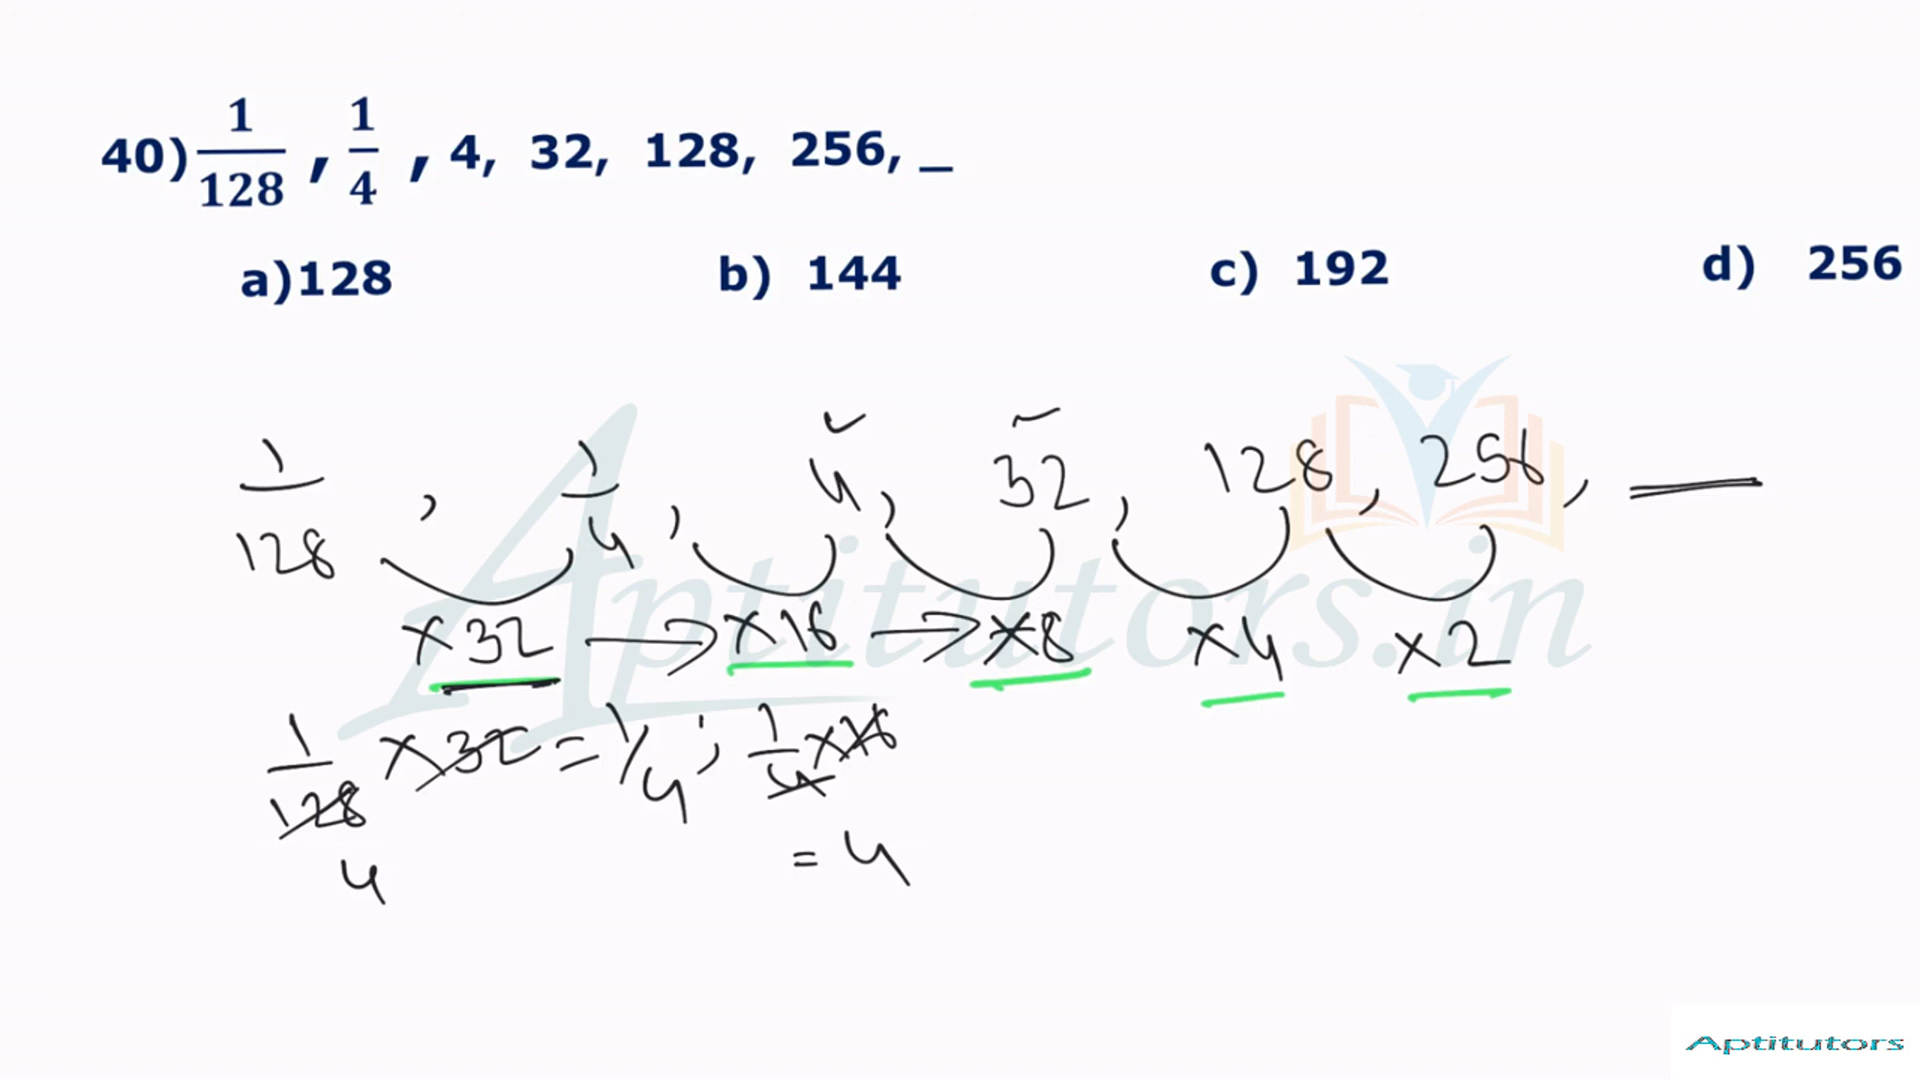 40) 1/128 , 1/4 , 4, 32, 128, 256, _
a)128 b) 144 c) 192 d) 256
1/128 , 1/4 , 4 , 32 , 128 , 256 , __
×32 → ×16 → ×8 ×4 ×2
1/128 ×32 = 1/4 ; 1/4 ×16
4
= 4
Aptitutors.in
Aptitutors